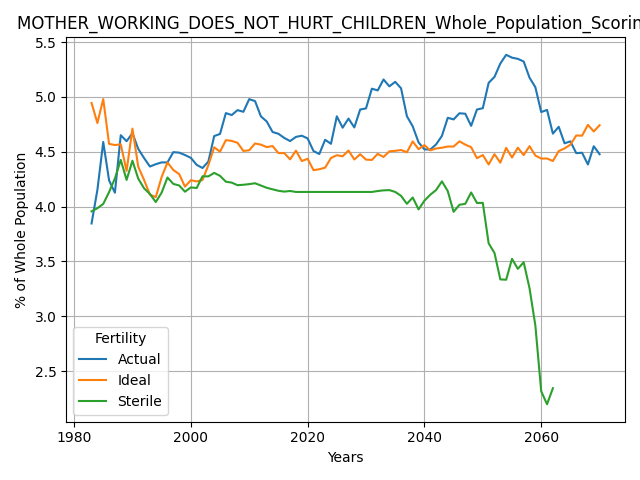 MOTHER_WORKING_DOES_NOT_HURT_CHILDREN_Whole_Population_Scorin
5.5
5.0
4.5
4.0
3.5
3.0
2.5
% of Whole Population
Fertility
Actual
Ideal
Sterile
1980
2000
2020
2040
2060
Years